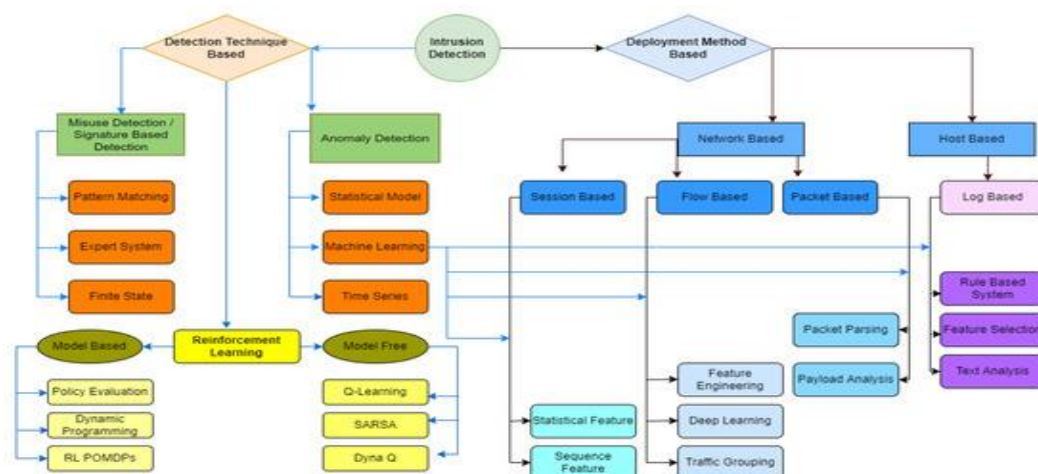 Detection Technique
Based
Intrusion
Detection
Deployment Method
Based
Misuse Detection /
Signature Based
Detection
Anomaly Detection
Network Based
Host Based
Pattern Matching
Statistical Model
Session Based
Flow Based
Packet Based
Log Based
Expert System
Machine Learning
Finite State
Time Series
Rule Based
System
Model Based
Reinforcement
Learning
Model Free
Packet Parsing
Feature Selection
Policy Evaluation
Q-Learning
Feature
Engineering
Payload Analysis
Text Analysis
Dynamic
Programming
SARSA
Statistical Feature
Deep Learning
RL POMDPs
Dyna Q
Sequence
Feature
Traffic Grouping